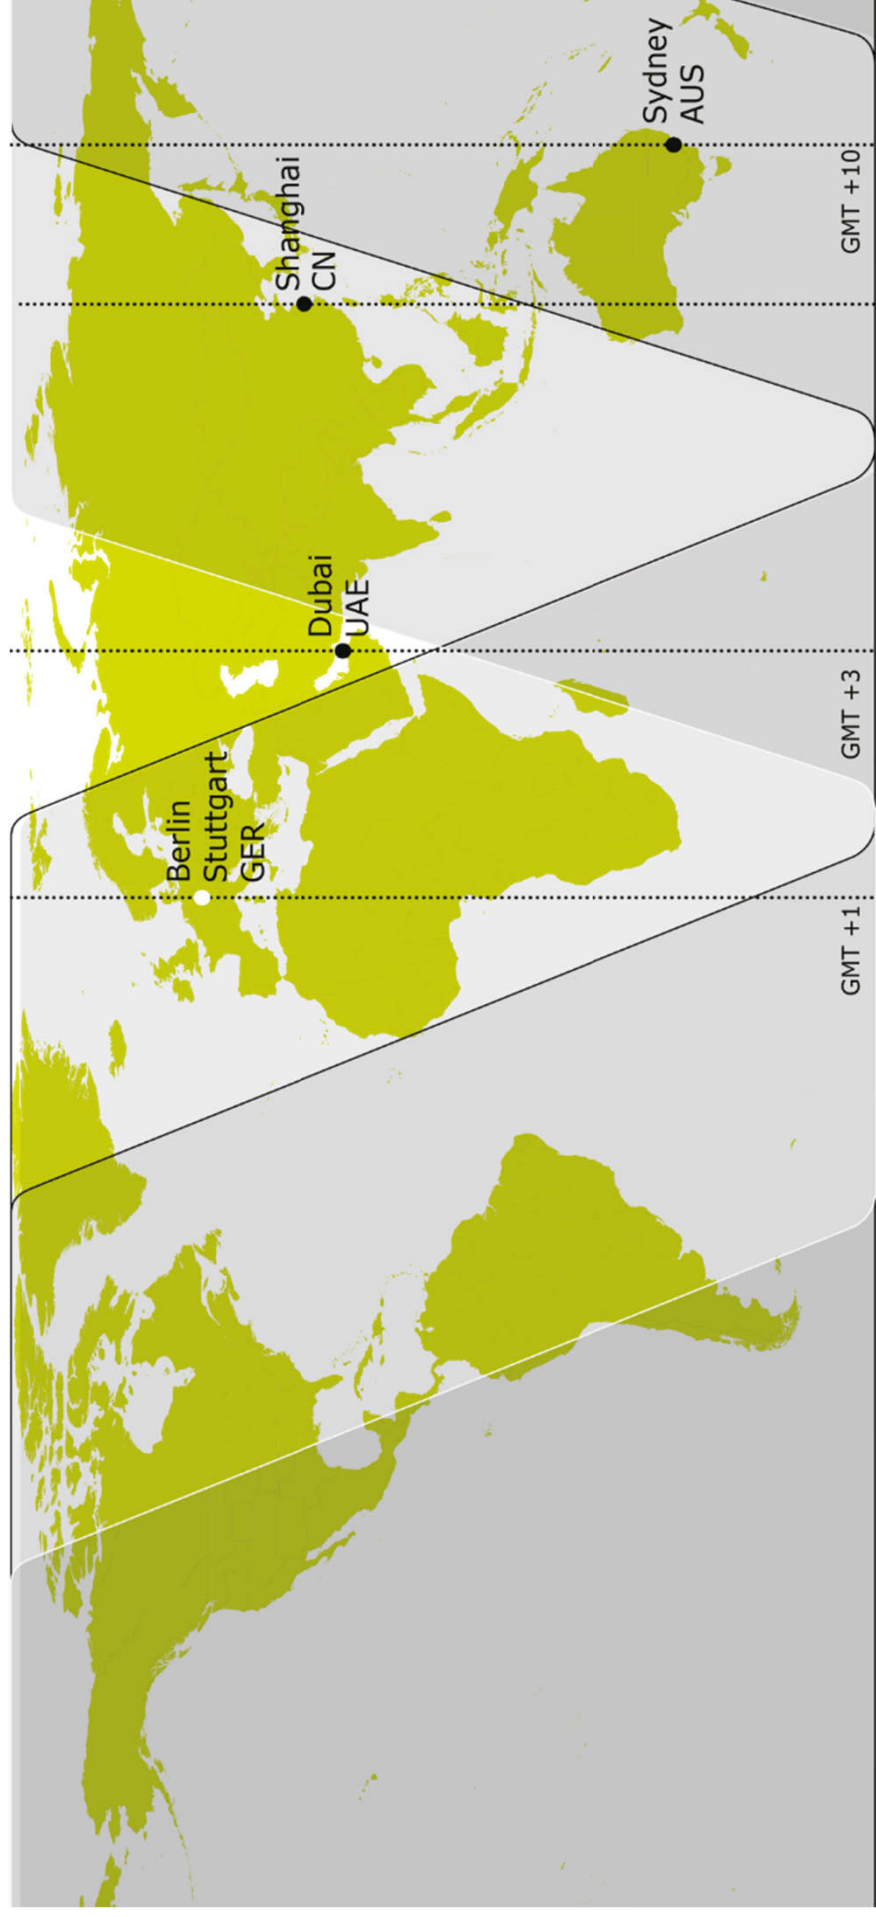 Berlin
Stuttgart
GER
Dubai
UAE
Shanghai
CN
Sydney
AUS
GMT +1
GMT +3
GMT +10